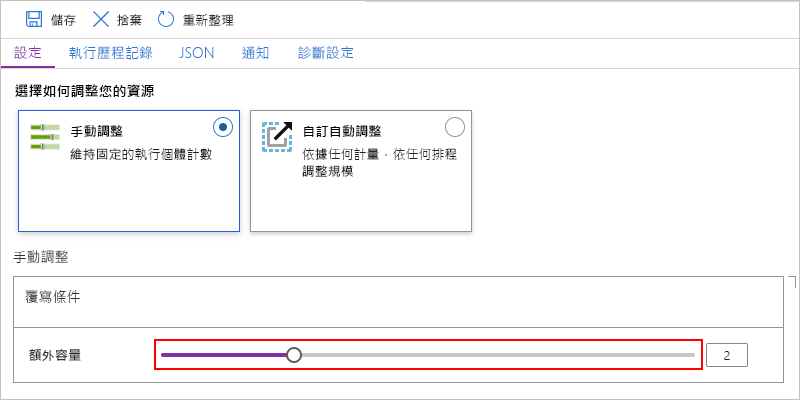 儲存 捨棄 重新整理
設定 執行歷程記錄 JSON 通知 診斷設定
選擇如何調整您的資源
手動調整
維持固定的執行個體計數
自訂自動調整
依據任何計量，依任何排程
調整規模
手動調整
覆寫條件
額外容量 2